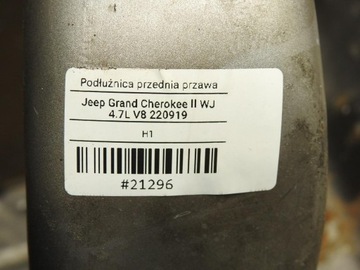 Podłużnica przednia przawa
Jeep Grand Cherokee II WJ
4.7L V8 220919
H1
#21296